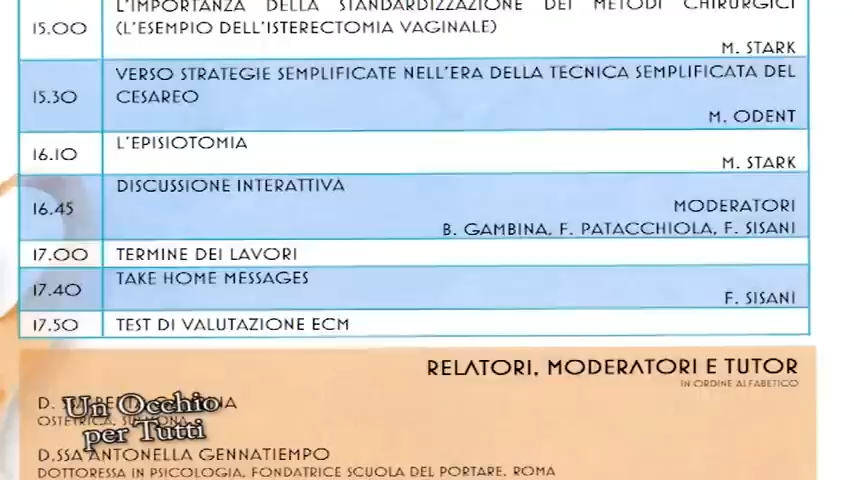 L'IMPORTANZA DELLA STANDARDIZZAZIONE DEI METODI CHIRURGICI
15.00
(L'ESEMPIO DELL'ISTERECTOMIA VAGINALE)
M. STARK
VERSO STRATEGIE SEMPLIFICATE NELL'ERA DELLA TECNICA SEMPLIFICATA DEL
15.30
CESAREO
M. ODENT
L'EPISIOTOMIA
16.10
M. STARK
DISCUSSIONE INTERATTIVA
16.45
MODERATORI
B. GAMBINA, F. PATACCHIOLA, F. SISANI
17.00 TERMINE DEI LAVORI
TAKE HOME MESSAGES
17.40
F. SISANI
17.50 TEST DI VALUTAZIONE ECM
RELATORI, MODERATORI E TUTOR
IN ORDINE ALFABETICO
OSTETRICA,
Un Occhio
per Tutti
D.SSA ANTONELLA GENNATIEMPO
DOTTORESSA IN PSICOLOGIA, FONDATRICE SCUOLA DEL PORTARE, ROMA